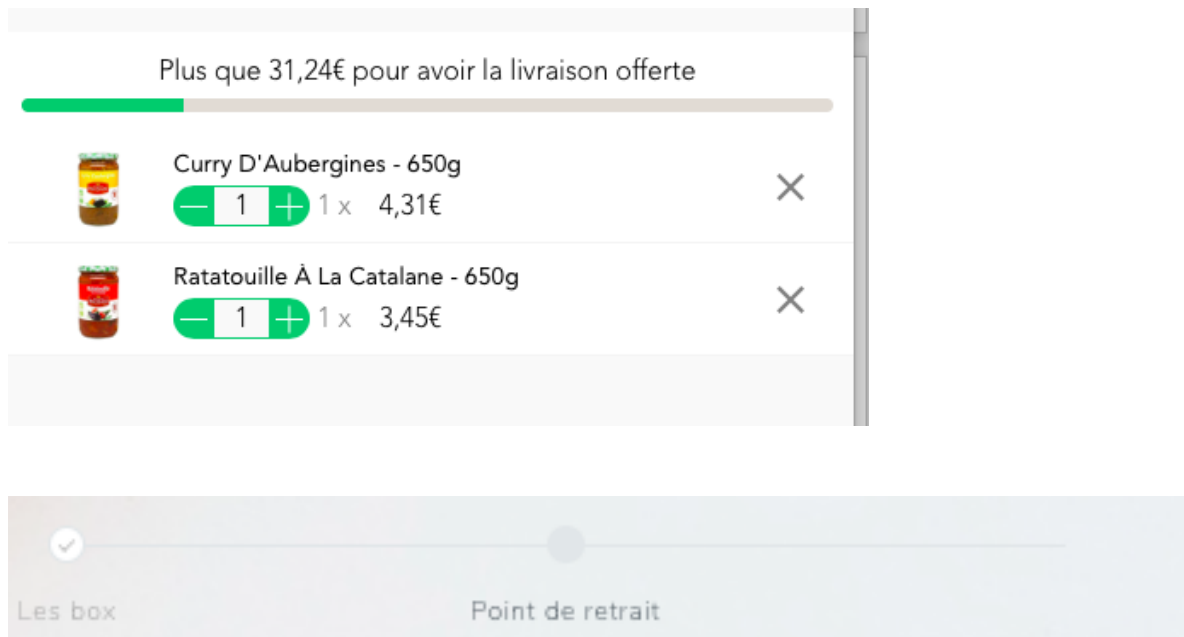 Plus que 31,24€ pour avoir la livraison offerte
Curry D'Aubergines - 650g
1 1 x 4,31€
Ratatouille À La Catalane - 650g
1 1 x 3,45€
Les box
Point de retrait